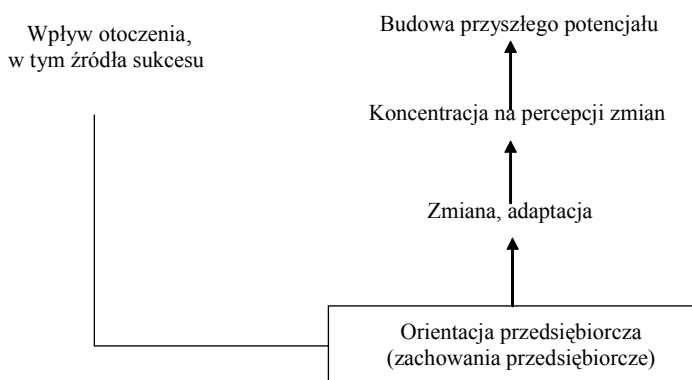 Wpływ otoczenia,
w tym źródła sukcesu
Budowa przyszłego potencjału
Koncentracja na percepcji zmian
Zmiana, adaptacja
Orientacja przedsiębiorcza
(zachowania przedsiębiorcze)